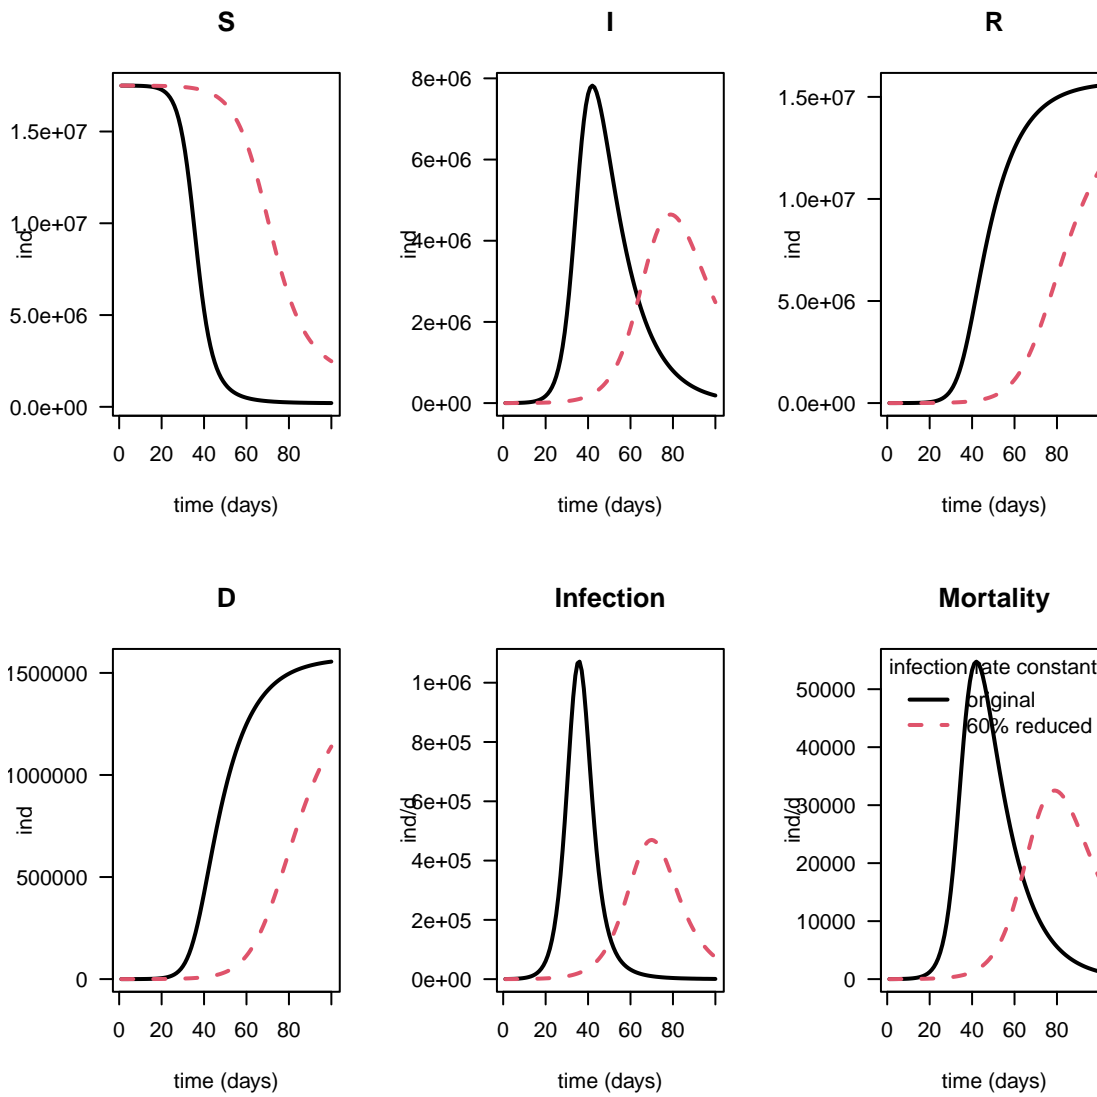 S
1.5e+07
1.0e+07
5.0e+06
0.0e+00
ind
0 20 40 60 80
time (days)
I
8e+06
6e+06
4e+06
2e+06
0e+00
ind
0 20 40 60 80
time (days)
R
1.5e+07
1.0e+07
5.0e+06
0.0e+00
ind
0 20 40 60 80
time (days)
D
1500000
1000000
500000
0
ind
0 20 40 60 80
time (days)
Infection
1e+06
8e+05
6e+05
4e+05
2e+05
0e+00
ind/d
0 20 40 60 80
time (days)
Mortality
infection rate constant
original
60% reduced
50000
40000
30000
20000
10000
0
ind/d
0 20 40 60 80
time (days)